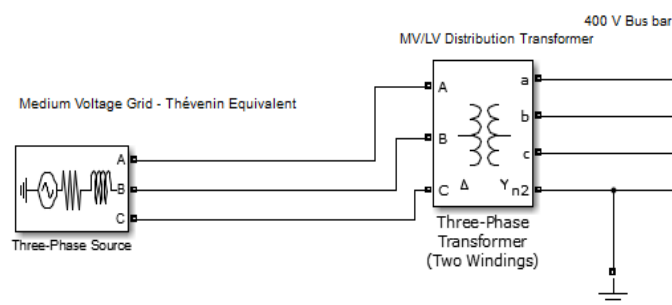 400 V Bus bar
MV/LV Distribution Transformer
Medium Voltage Grid - Thévenin Equivalent
A
B
C
Three-Phase Source
A
B
C
Δ
Y
a
b
c
n2
Three-Phase
Transformer
(Two Windings)